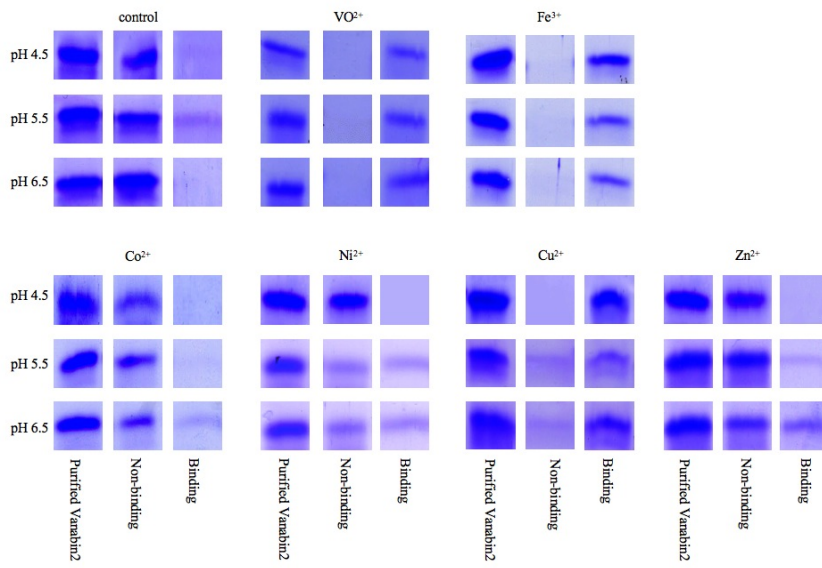 control VO²⁺ Fe³⁺
pH 4.5
pH 5.5
pH 6.5
Co²⁺ Ni²⁺ Cu²⁺ Zn²⁺
pH 4.5
pH 5.5
pH 6.5
Purified Vanabin2
Non-binding
Binding
Purified Vanabin2
Non-binding
Binding
Purified Vanabin2
Non-binding
Binding
Purified Vanabin2
Non-binding
Binding